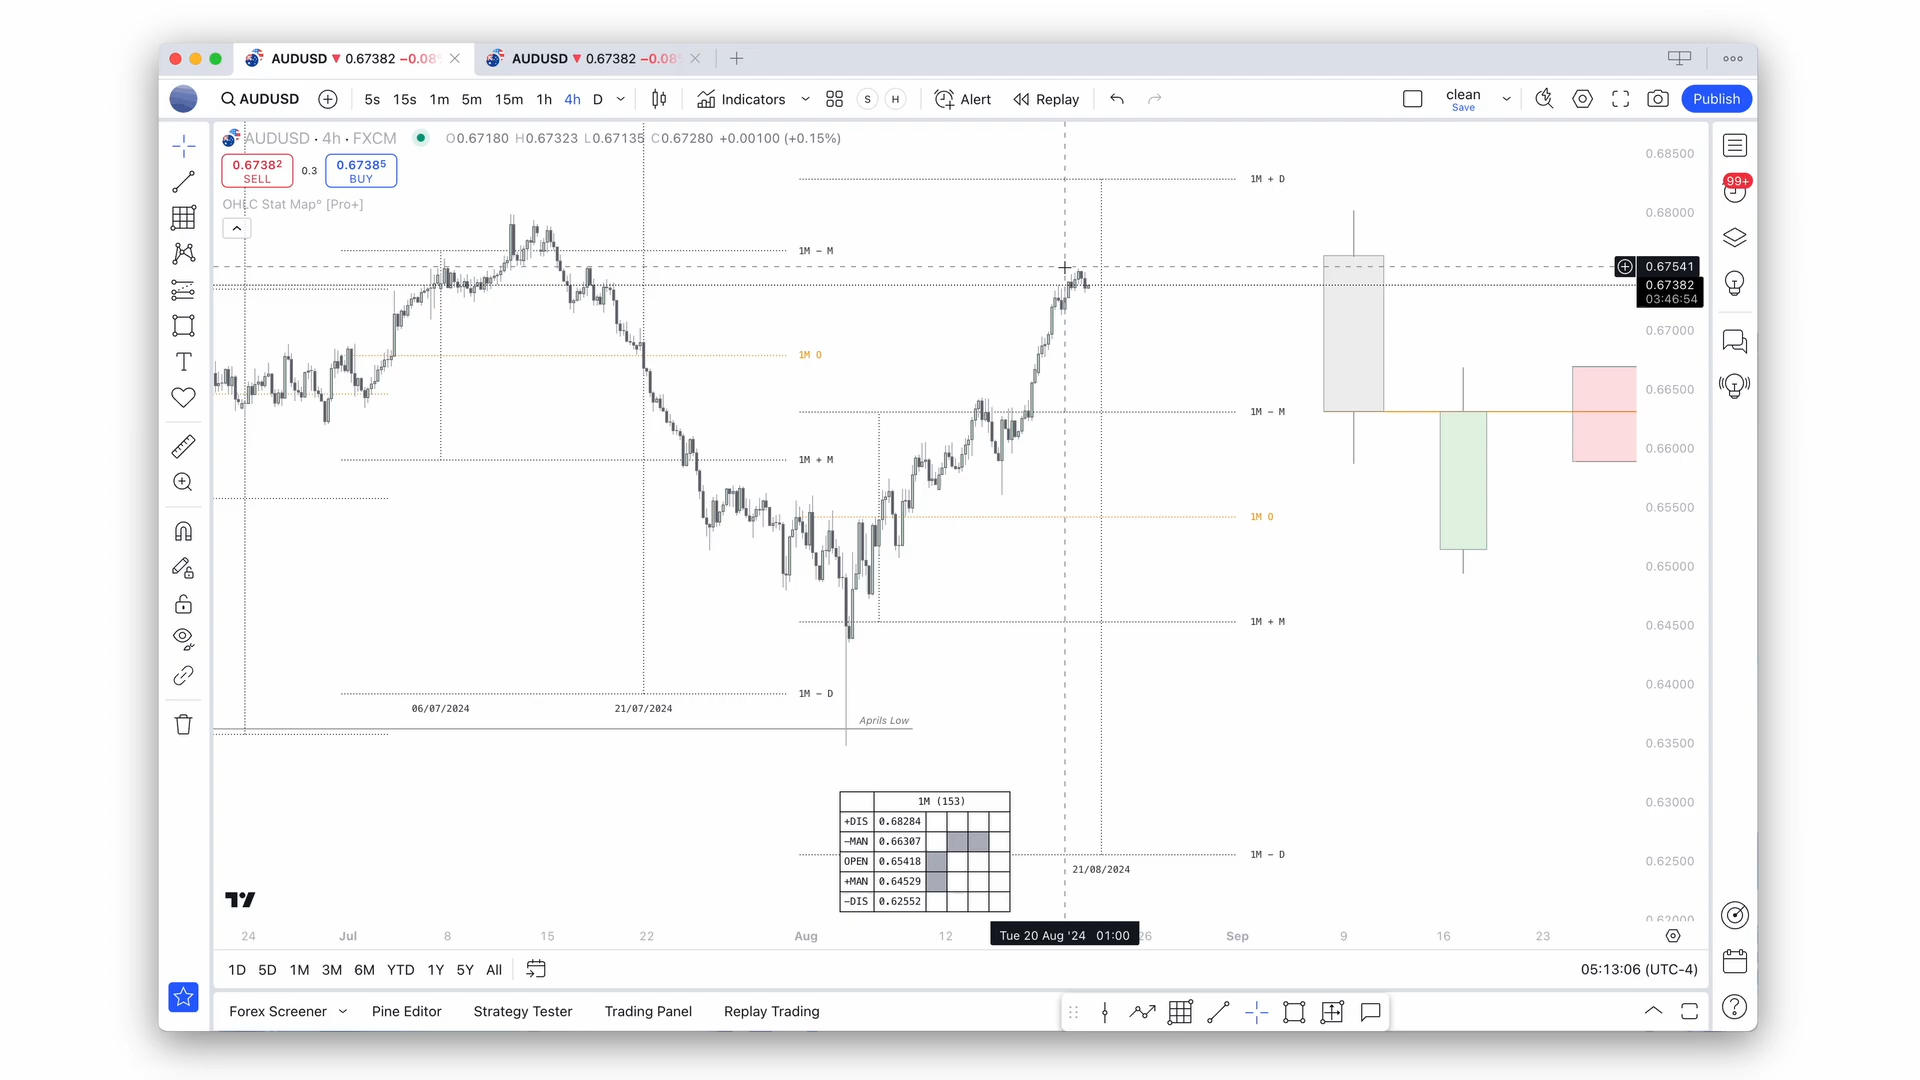 AUDUSD ▼ 0.67382 −0.08
AUDUSD ▼ 0.67382 −0.08
AUDUSD
5s 15s 1m 5m 15m 1h 4h D
Indicators
S H
Alert
Replay
clean
Save
Publish
AUDUSD · 4h · FXCM
O0.67180 H0.67323 L0.67135 C0.67280 +0.00100 (+0.15%)
0.67382
SELL
0.3
0.67385
BUY
OHLC Stat Map° [Pro+]
1M + D
1M − M
1M O
1M − M
1M + M
1M O
1M + M
1M − D
06/07/2024
21/07/2024
Aprils Low
1M − D
21/08/2024
1M (153)
+DIS 0.68284
−MAN 0.66307
OPEN 0.65418
+MAN 0.64529
−DIS 0.62552
0.68500
0.68000
0.67541
0.67382
03:46:54
0.67000
0.66500
0.66000
0.65500
0.65000
0.64500
0.64000
0.63500
0.63000
0.62500
0.62000
99+
24 Jul 8 15 22 Aug 12 Tue 20 Aug '24 01:00 26 Sep 9 16 23
1D 5D 1M 3M 6M YTD 1Y 5Y All
05:13:06 (UTC-4)
Forex Screener
Pine Editor
Strategy Tester
Trading Panel
Replay Trading